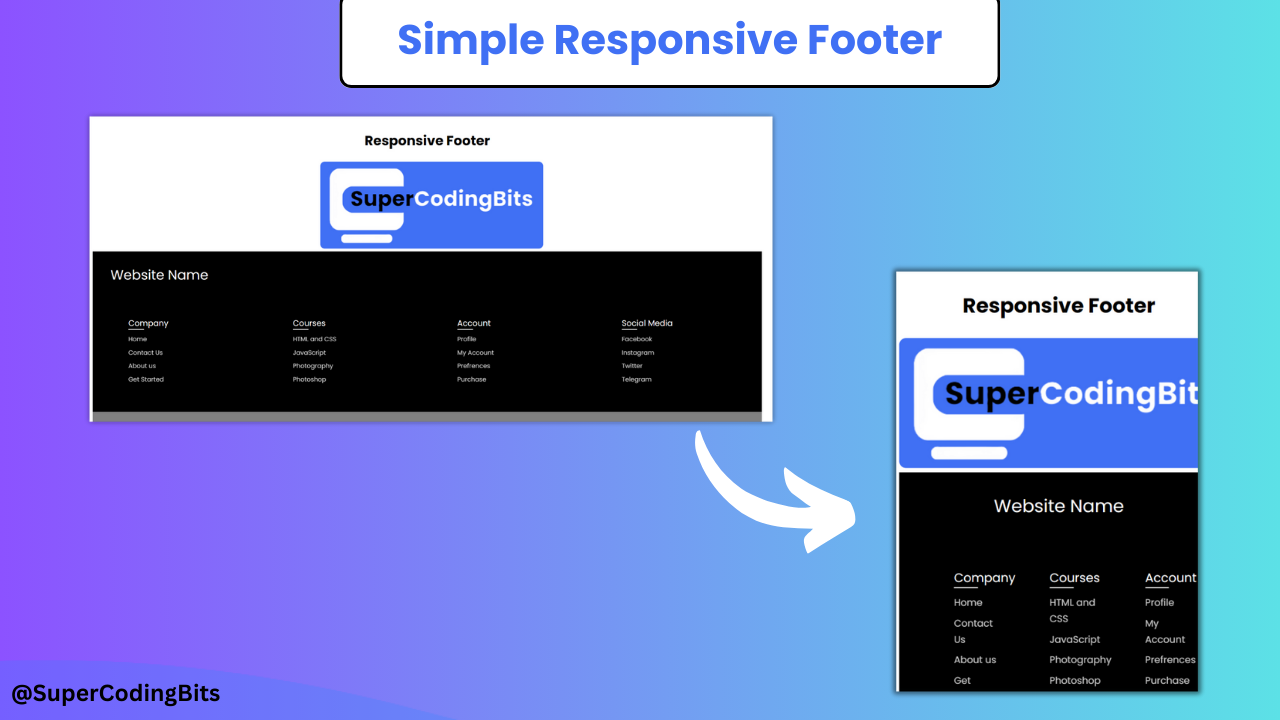 Simple Responsive Footer
Responsive Footer
SuperCodingBits
Website Name
Company
Home
Contact Us
About us
Get Started
Courses
HTML and CSS
JavaScript
Photography
Photoshop
Account
Profile
My Account
Prefrences
Purchase
Social Media
Facebook
Instagram
Twitter
Telegram
Responsive Footer
SuperCodingBit
Website Name
Company
Home
Contact
Us
About us
Get
Courses
HTML and
CSS
JavaScript
Photography
Photoshop
Account
Profile
My
Account
Prefrences
Purchase
@SuperCodingBits